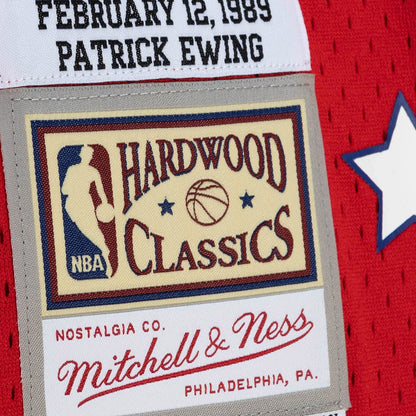 FEBRUARY 12, 1989
PATRICK EWING
HARDWOOD
CLASSICS
NBA
NOSTALGIA CO.
Mitchell & Ness
PHILADELPHIA, PA.